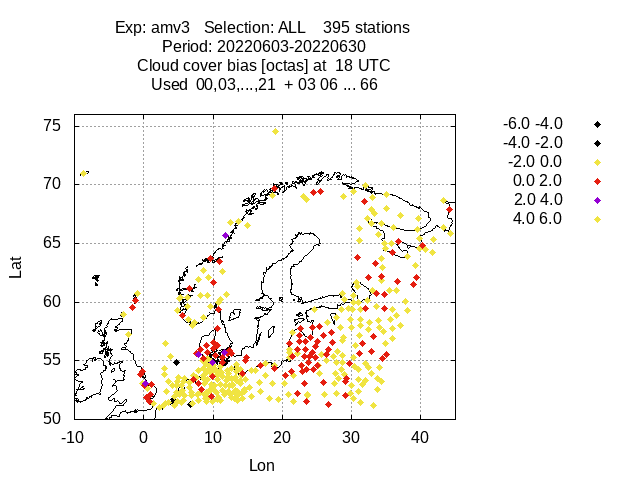 Exp: amv3   Selection: ALL    395 stations
Period: 20220603-20220630
Cloud cover bias [octas] at  18 UTC
Used  00,03,...,21  + 03 06 ... 66
75
70
65
60
55
50
-10 0 10 20 30 40
Lat
Lon
-6.0 -4.0
-4.0 -2.0
-2.0 0.0
0.0 2.0
2.0 4.0
4.0 6.0